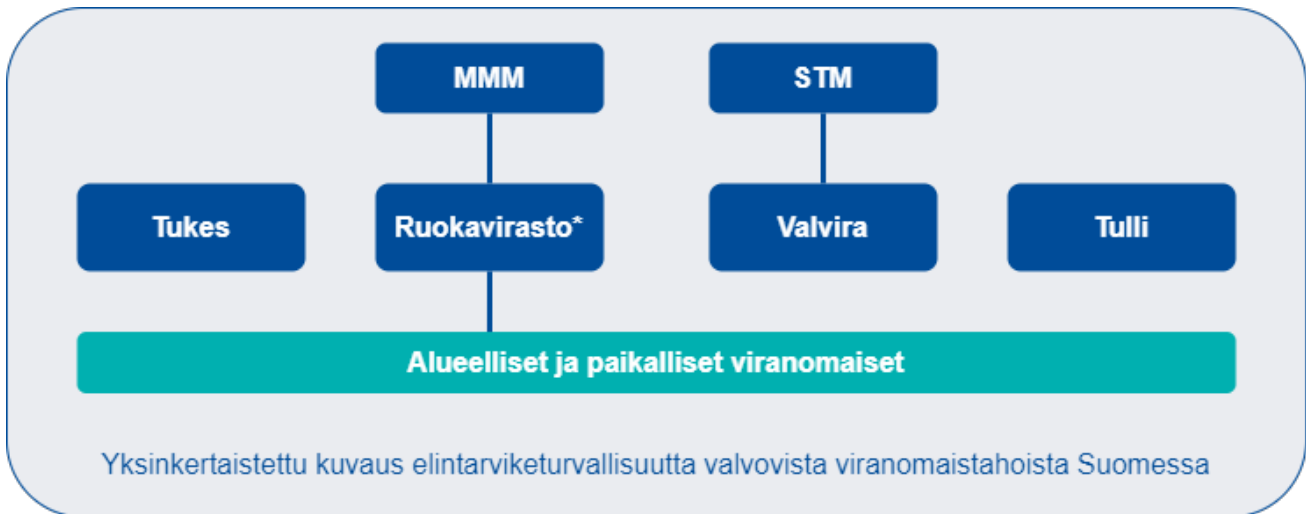 MMM
STM
Tukes
Ruokavirasto*
Valvira
Tulli
Alueelliset ja paikalliset viranomaiset
Yksinkertaistettu kuvaus elintarviketurvallisuutta valvovista viranomaistahoista Suomessa